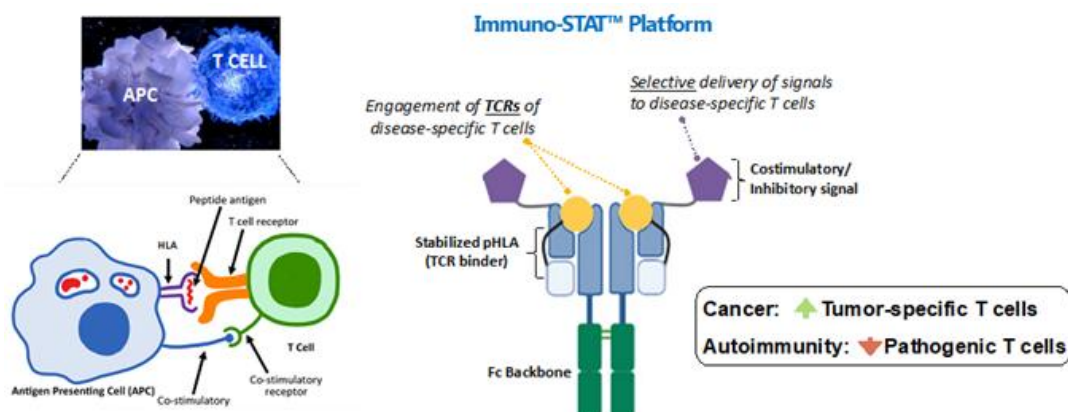 Immuno-STAT™ Platform
APC
T CELL
Peptide antigen
T cell receptor
HLA
T Cell
Co-stimulatory
receptor
Antigen Presenting Cell (APC)
Co-stimulatory
Engagement of TCRs of
disease-specific T cells
Selective delivery of signals
to disease-specific T cells
Costimulatory/
Inhibitory signal
Stabilized pHLA
(TCR binder)
Fc Backbone
Cancer: Tumor-specific T cells
Autoimmunity: Pathogenic T cells